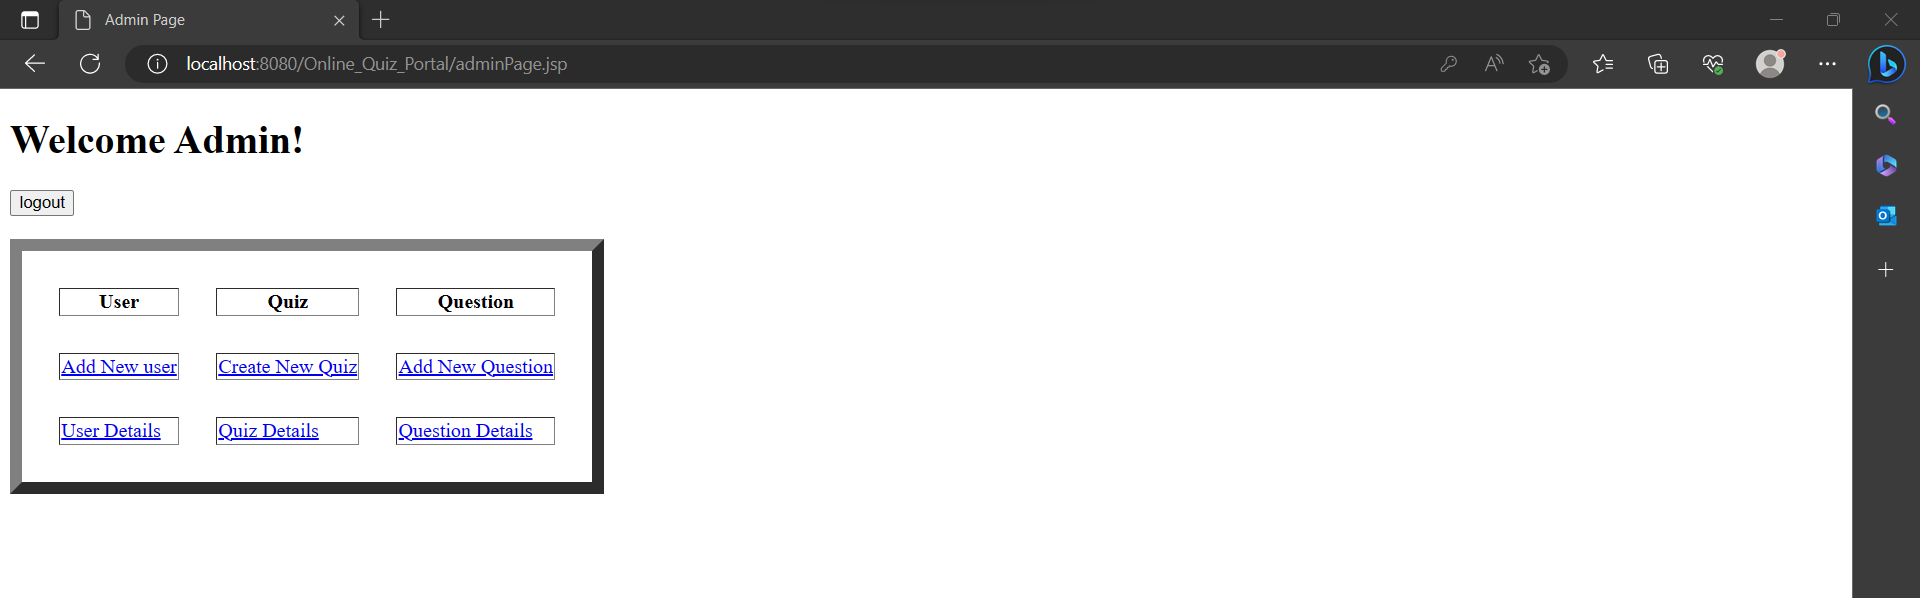 Admin Page
localhost:8080/Online_Quiz_Portal/adminPage.jsp
Welcome Admin!
logout
User Quiz Question
Add New user Create New Quiz Add New Question
User Details Quiz Details Question Details